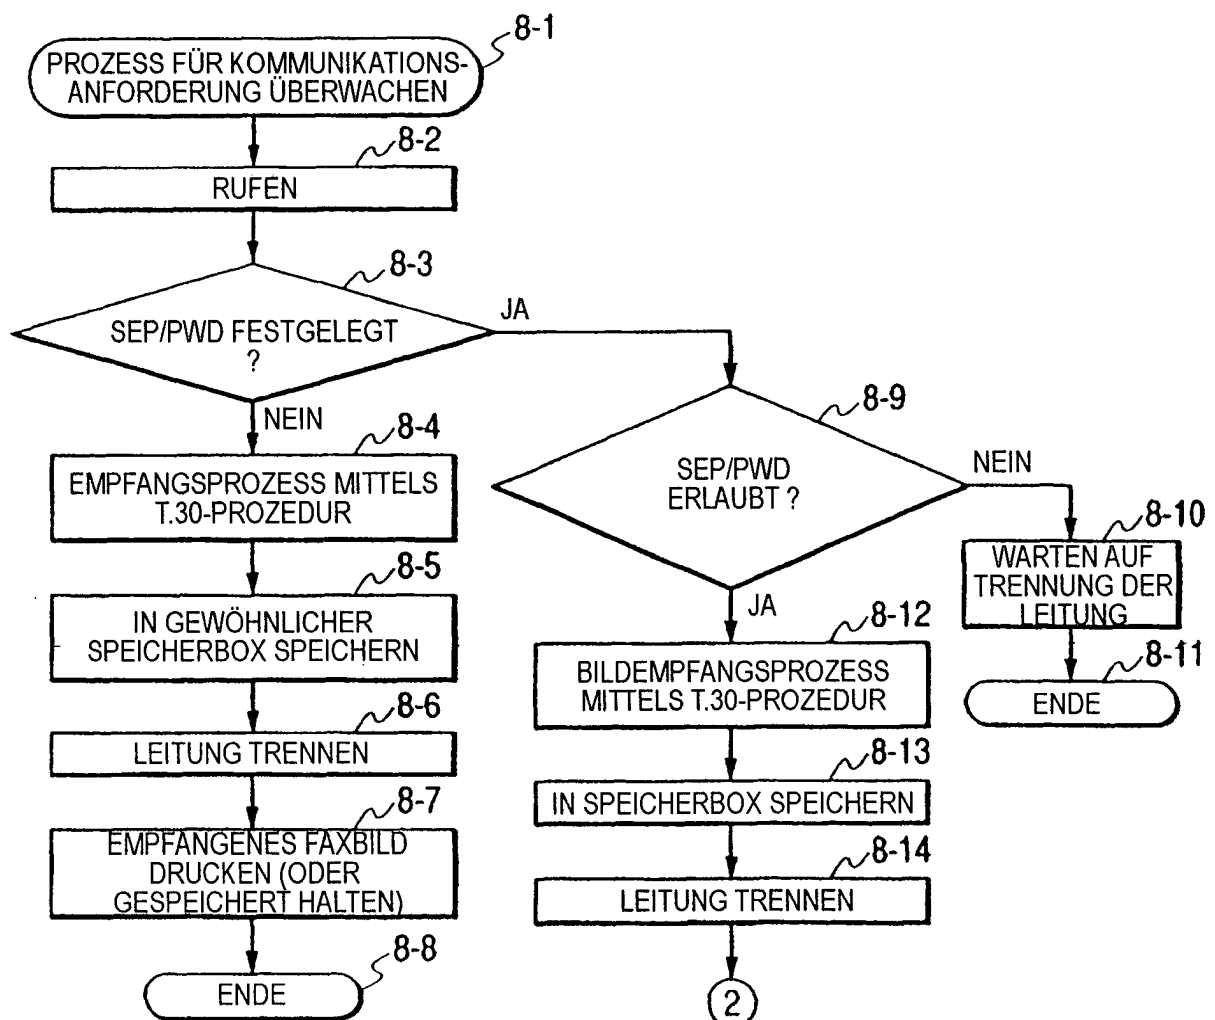 8-1
PROZESS FÜR KOMMUNIKATIONS-
ANFORDERUNG ÜBERWACHEN
8-2
RUFEN
8-3
SEP/PWD FESTGELEGT
?
JA
NEIN
8-4
EMPFANGSPROZESS MITTELS
T.30-PROZEDUR
8-5
IN GEWÖHNLICHER
SPEICHERBOX SPEICHERN
8-6
LEITUNG TRENNEN
8-7
EMPFANGENES FAXBILD
DRUCKEN (ODER
GESPEICHERT HALTEN)
8-8
ENDE
8-9
SEP/PWD
ERLAUBT ?
NEIN
JA
8-10
WARTEN AUF
TRENNUNG DER
LEITUNG
8-11
ENDE
8-12
BILDEMPFANGSPROZESS
MITTELS T.30-PROZEDUR
8-13
IN SPEICHERBOX SPEICHERN
8-14
LEITUNG TRENNEN
2